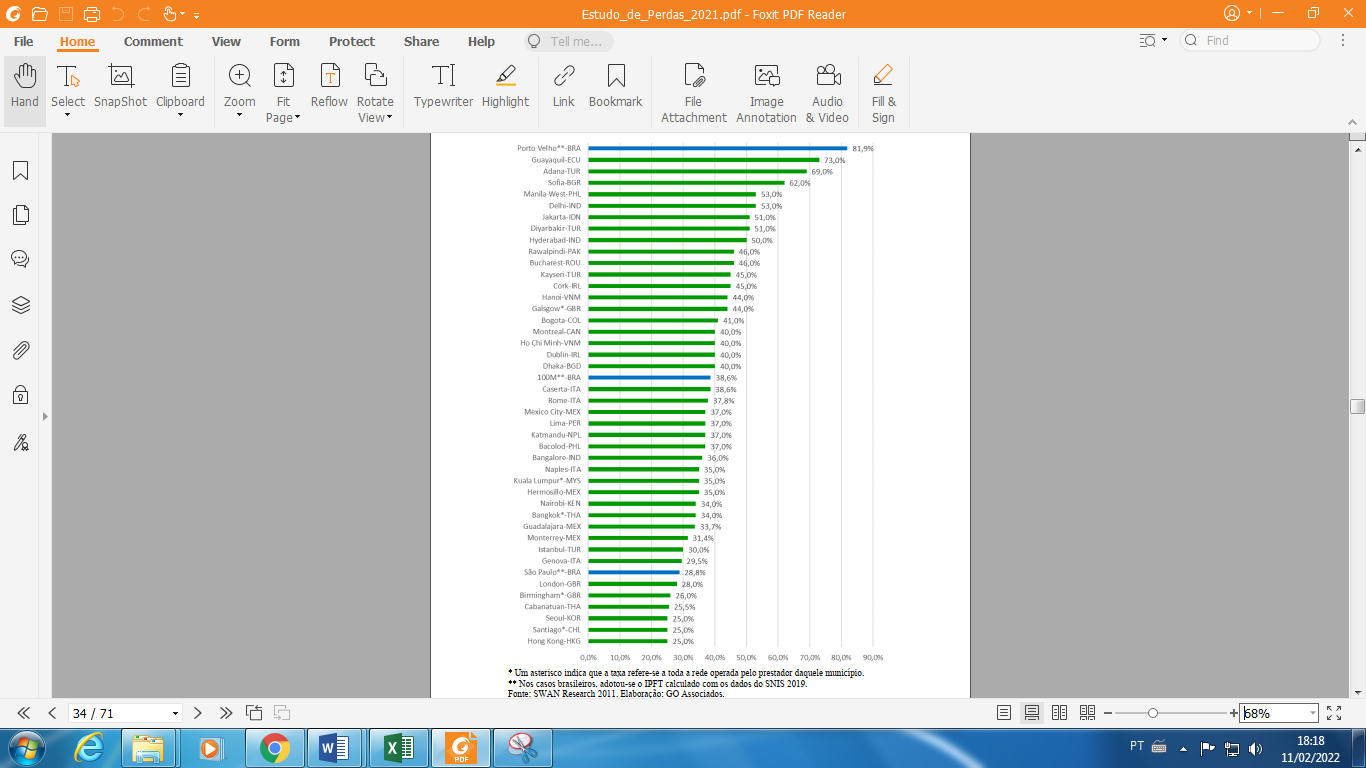 Estudo_de_Perdas_2021.pdf - Foxit PDF Reader
File Home Comment View Form Protect Share Help Tell me... Find
Hand Select SnapShot Clipboard Zoom Fit Page Reflow Rotate View Typewriter Highlight Link Bookmark File Attachment Image Annotation Audio & Video Fill & Sign
Porto Velho**-BRA 81,9%
Guayaquil-ECU 73,0%
Adana-TUR 69,0%
Sofia-BGR 62,0%
Manila West-PHL 53,0%
Delhi-IND 53,0%
Jakarta-IDN 51,0%
Diyarbakir-TUR 51,0%
Hyderabad-IND 50,0%
Rawalpindi-PAK 46,0%
Bucharest-ROU 46,0%
Kayseri-TUR 45,0%
Cork-IRL 45,0%
Hanoi-VNM 44,0%
Galsgow*-GBR 44,0%
Bogota-COL 41,0%
Montreal-CAN 40,0%
Ho Chi Minh-VNM 40,0%
Dublin-IRL 40,0%
Dhaka-BGD 40,0%
100M**-BRA 38,6%
Caserta-ITA 38,6%
Rome-ITA 37,8%
Mexico City-MEX 37,0%
Lima-PER 37,0%
Katmandu-NPL 37,0%
Bacolod-PHL 37,0%
Bangalore-IND 36,0%
Naples-ITA 35,0%
Kuala Lumpur*-MYS 35,0%
Hermosillo-MEX 35,0%
Nairobi-KEN 34,0%
Bangkok*-THA 34,0%
Guadalajara-MEX 33,7%
Monterrey-MEX 31,4%
Istanbul-TUR 30,0%
Genova-ITA 29,5%
São Paulo**-BRA 28,8%
London-GBR 28,0%
Birmingham*-GBR 26,0%
Cabanatuan-THA 25,5%
Seoul-KOR 25,0%
Santiago*-CHL 25,0%
Hong Kong-HKG 25,0%
0,0% 10,0% 20,0% 30,0% 40,0% 50,0% 60,0% 70,0% 80,0% 90,0%
* Um asterisco indica que a taxa refere-se a toda a rede operada pelo prestador daquele município.
** Nos casos brasileiros, adotou-se o IPFT calculado com os dados do SNIS 2019.
Fonte: SWAN Research 2011. Elaboração: GO Associados.
34 / 71 68%
PT 18:18
11/02/2022